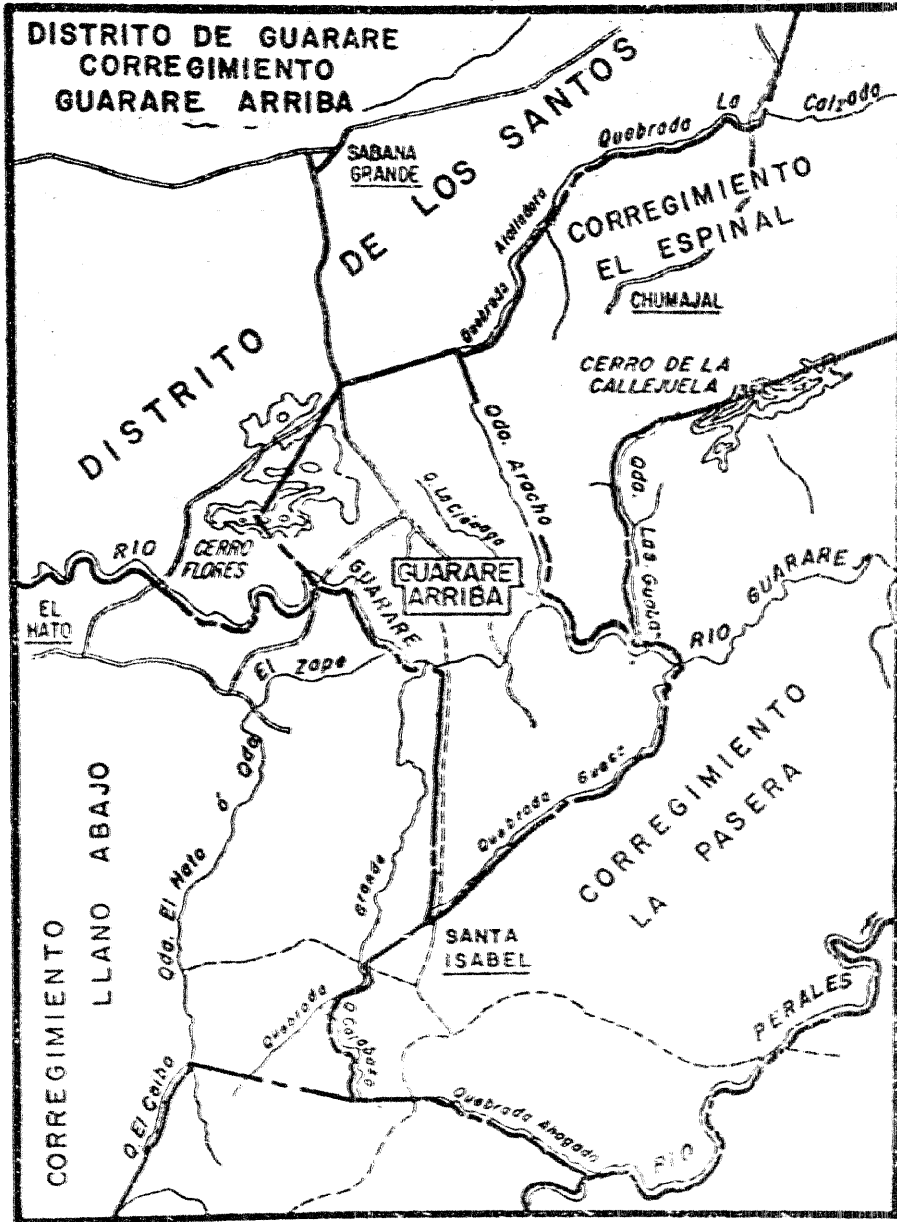 DISTRITO DE GUARARE
CORREGIMIENTO
GUARARE ARRIBA
DISTRITO DE LOS SANTOS
SABANA
GRANDE
Quebrada La Calzada
Quebrada Atolladora
CORREGIMIENTO
EL ESPINAL
CHUMAJAL
CERRO DE LA
CALLEJUELA
Qda. Aracho
Qda. Las Guabas
Q. La Ciénaga
RIO GUARARE
CERRO
FLORES
GUARARE
ARRIBA
EL
HATO
RIO GUARARE
Qda. El Hato ó Qda. El Zape
Quebrada Grande
Quebrada
CORREGIMIENTO
LLANO ABAJO
CORREGIMIENTO
LA PASERA
SANTA
ISABEL
Q. El Caibo
Quebrada Ahogado
RIO PERALES